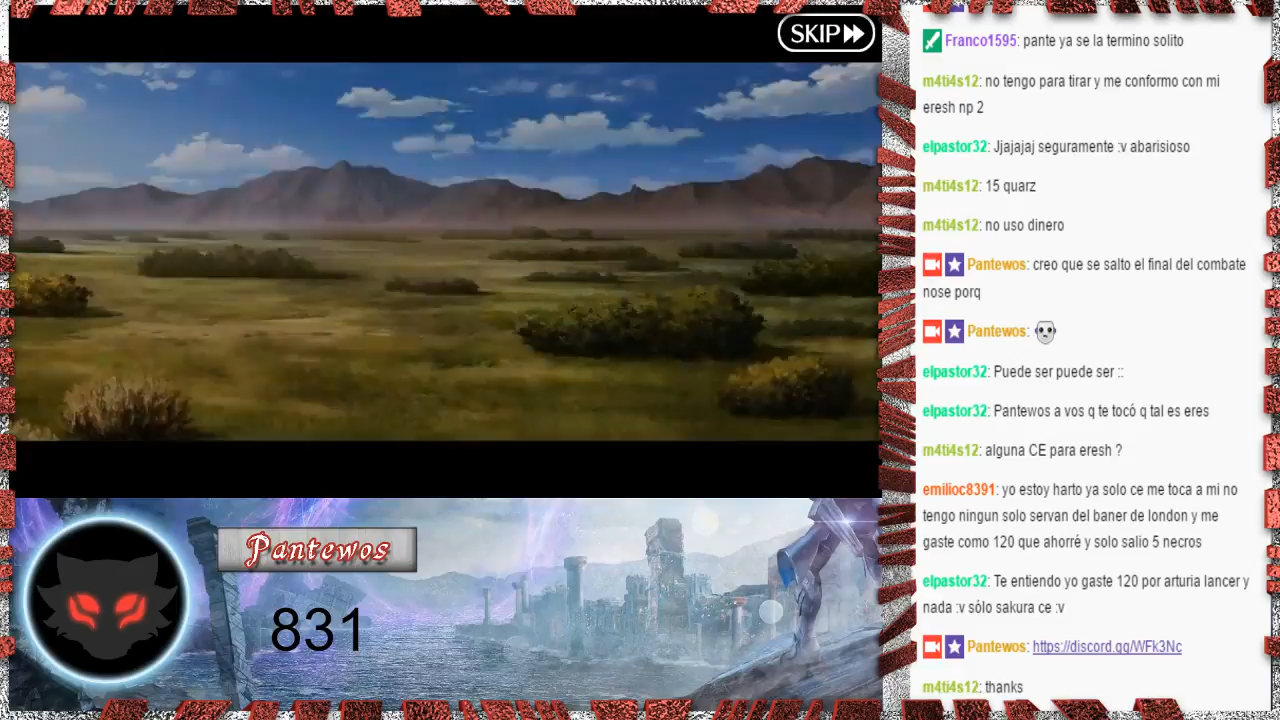 SKIP
Pantewos
831
Franco1595: pante ya se la termino solito
m4ti4s12: no tengo para tirar y me conformo con mi
eresh np 2
elpastor32: Jjajajaj seguramente :v abarisioso
m4ti4s12: 15 quarz
m4ti4s12: no uso dinero
Pantewos: creo que se salto el final del combate
nose porq
Pantewos:
elpastor32: Puede ser puede ser ::
elpastor32: Pantewos a vos q te tocó q tal es eres
m4ti4s12: alguna CE para eresh ?
emilioc8391: yo estoy harto ya solo ce me toca a mi no
tengo ningun solo servan del baner de london y me
gaste como 120 que ahorré y solo salio 5 necros
elpastor32: Te entiendo yo gaste 120 por arturia lancer y
nada :v sólo sakura ce :v
Pantewos: https://discord.gg/WFk3Nc
m4ti4s12: thanks